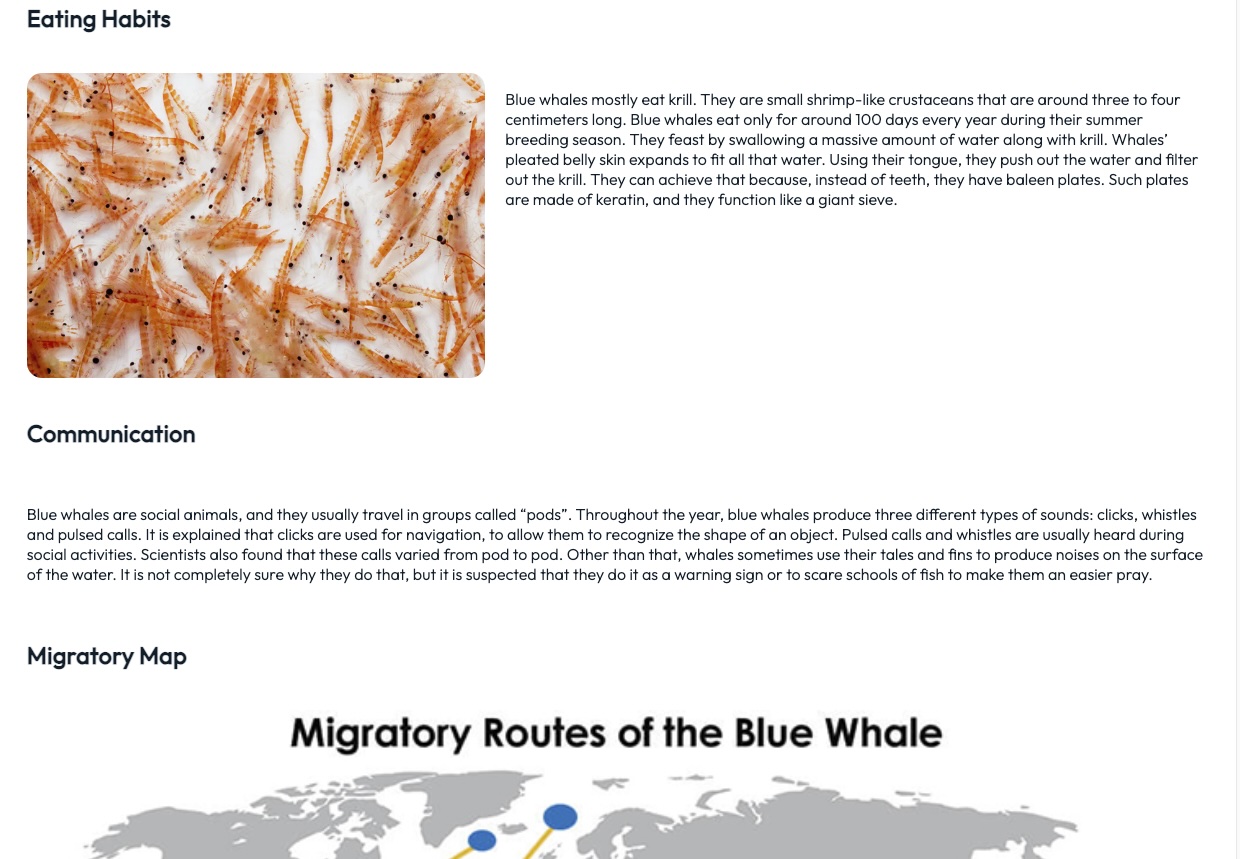 Eating Habits
Blue whales mostly eat krill. They are small shrimp-like crustaceans that are around three to four
centimeters long. Blue whales eat only for around 100 days every year during their summer
breeding season. They feast by swallowing a massive amount of water along with krill. Whales’
pleated belly skin expands to fit all that water. Using their tongue, they push out the water and filter
out the krill. They can achieve that because, instead of teeth, they have baleen plates. Such plates
are made of keratin, and they function like a giant sieve.
Communication
Blue whales are social animals, and they usually travel in groups called “pods”. Throughout the year, blue whales produce three different types of sounds: clicks, whistles
and pulsed calls. It is explained that clicks are used for navigation, to allow them to recognize the shape of an object. Pulsed calls and whistles are usually heard during
social activities. Scientists also found that these calls varied from pod to pod. Other than that, whales sometimes use their tales and fins to produce noises on the surface
of the water. It is not completely sure why they do that, but it is suspected that they do it as a warning sign or to scare schools of fish to make them an easier pray.
Migratory Map
Migratory Routes of the Blue Whale